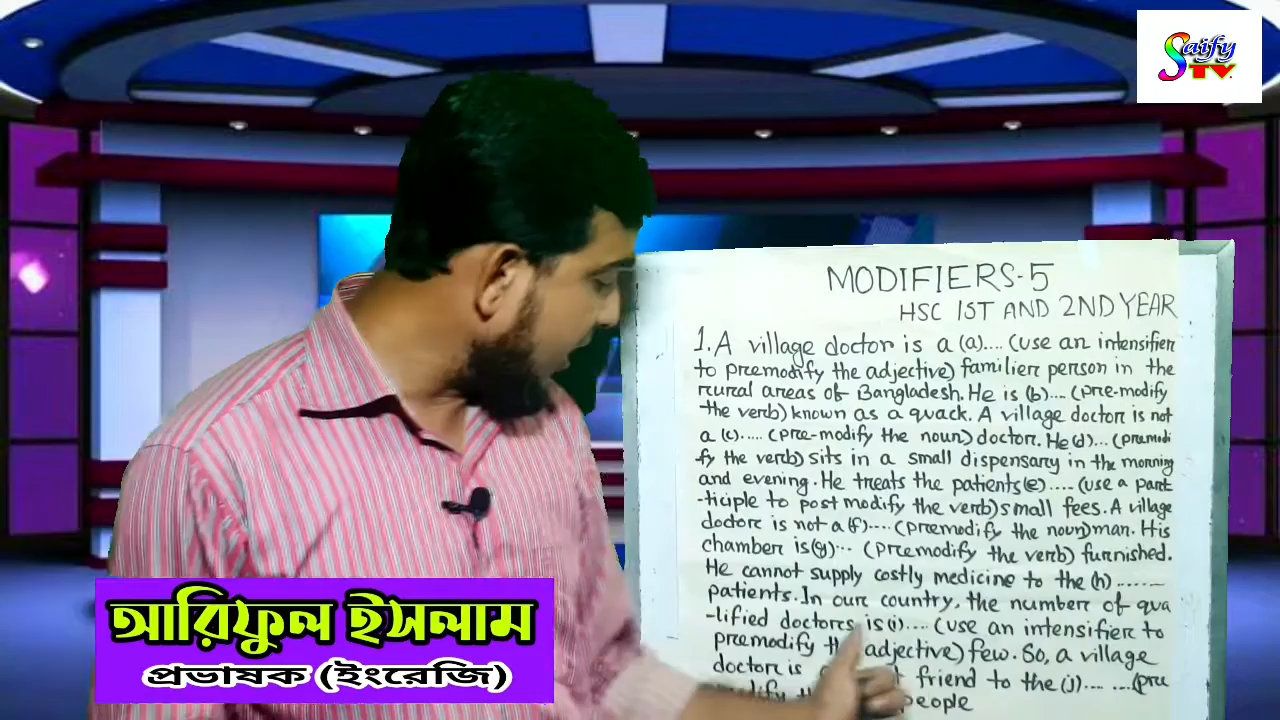 Saify
TV
MODIFIERS-5
HSC 1ST AND 2ND YEAR
1. A village doctor is a (a).... (use an intensifier
to premodify the adjective) familier person in the
rural areas of Bangladesh. He is (b)... (pre-modify
the verb) known as a quack. A village doctor is not
a (c)..... (pre-modify the noun) doctor. He (d)... (premodi
fy the verb) sits in a small dispensary in the morning
and evening. He treats the patients (e)..... (use a part
-ticiple to post modify the verb) small fees. A village
doctor is not a (f).... (premodify the noun) man. His
chamber is (g)... (premodify the verb) furnished.
He cannot supply costly medicine to the (h) .......
patients. In our country, the number of qua
-lified doctors is (i).... (use an intensifier to
premodify the adjective) few. So, a village
doctor is friend to the (j).... ....(pre
people
আরিফুল ইসলাম
প্রভাষক (ইংরেজি)